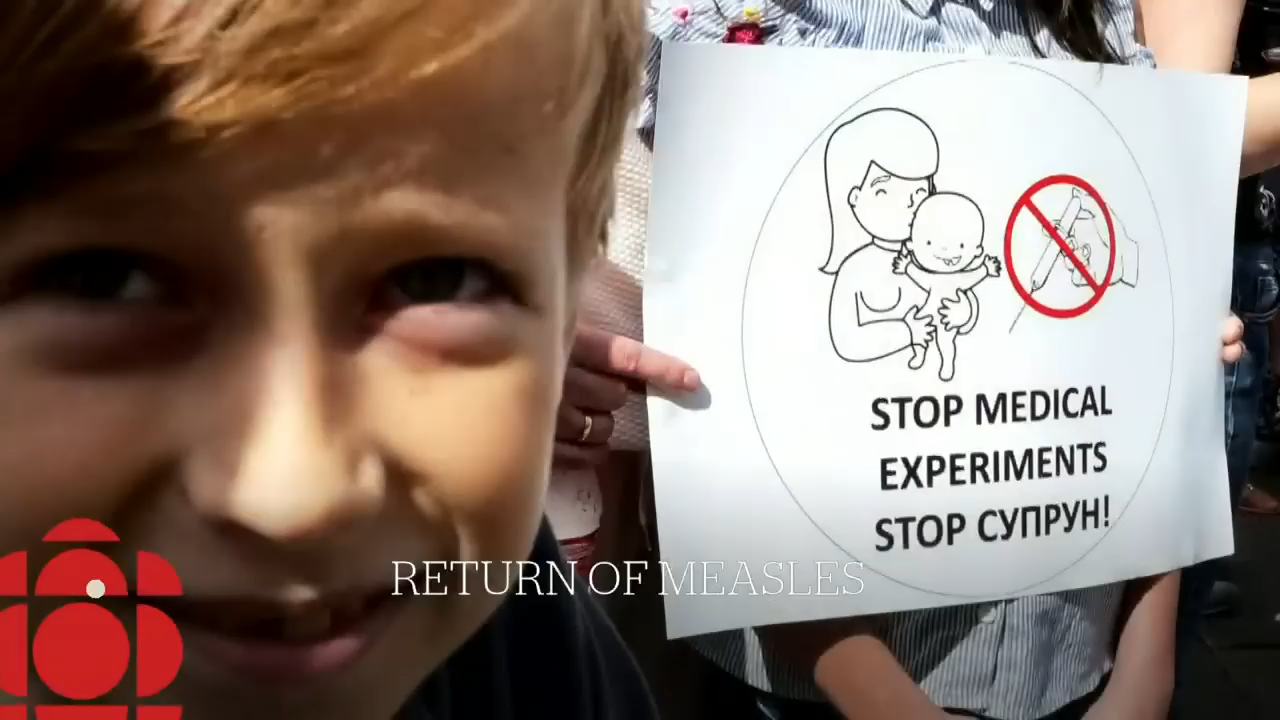 STOP MEDICAL
EXPERIMENTS
STOP СУПРУН!
RETURN OF MEASLES